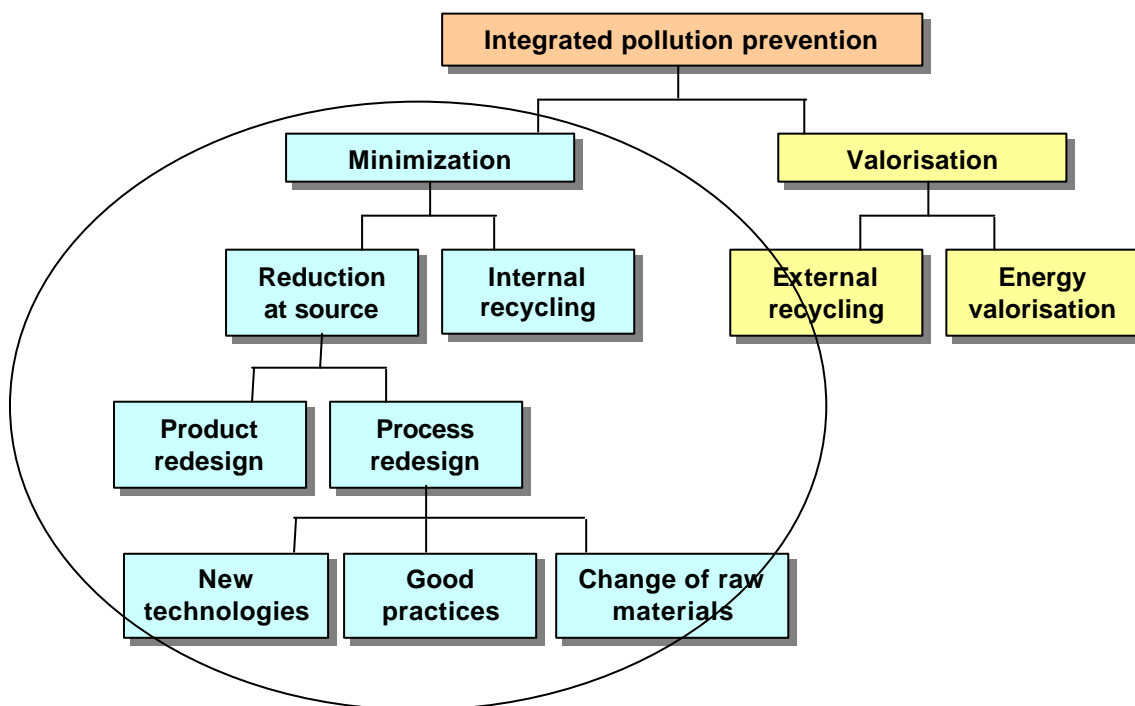 Integrated pollution prevention
Minimization
Valorisation
Reduction
at source
Internal
recycling
External
recycling
Energy
valorisation
Product
redesign
Process
redesign
New
technologies
Good
practices
Change of raw
materials